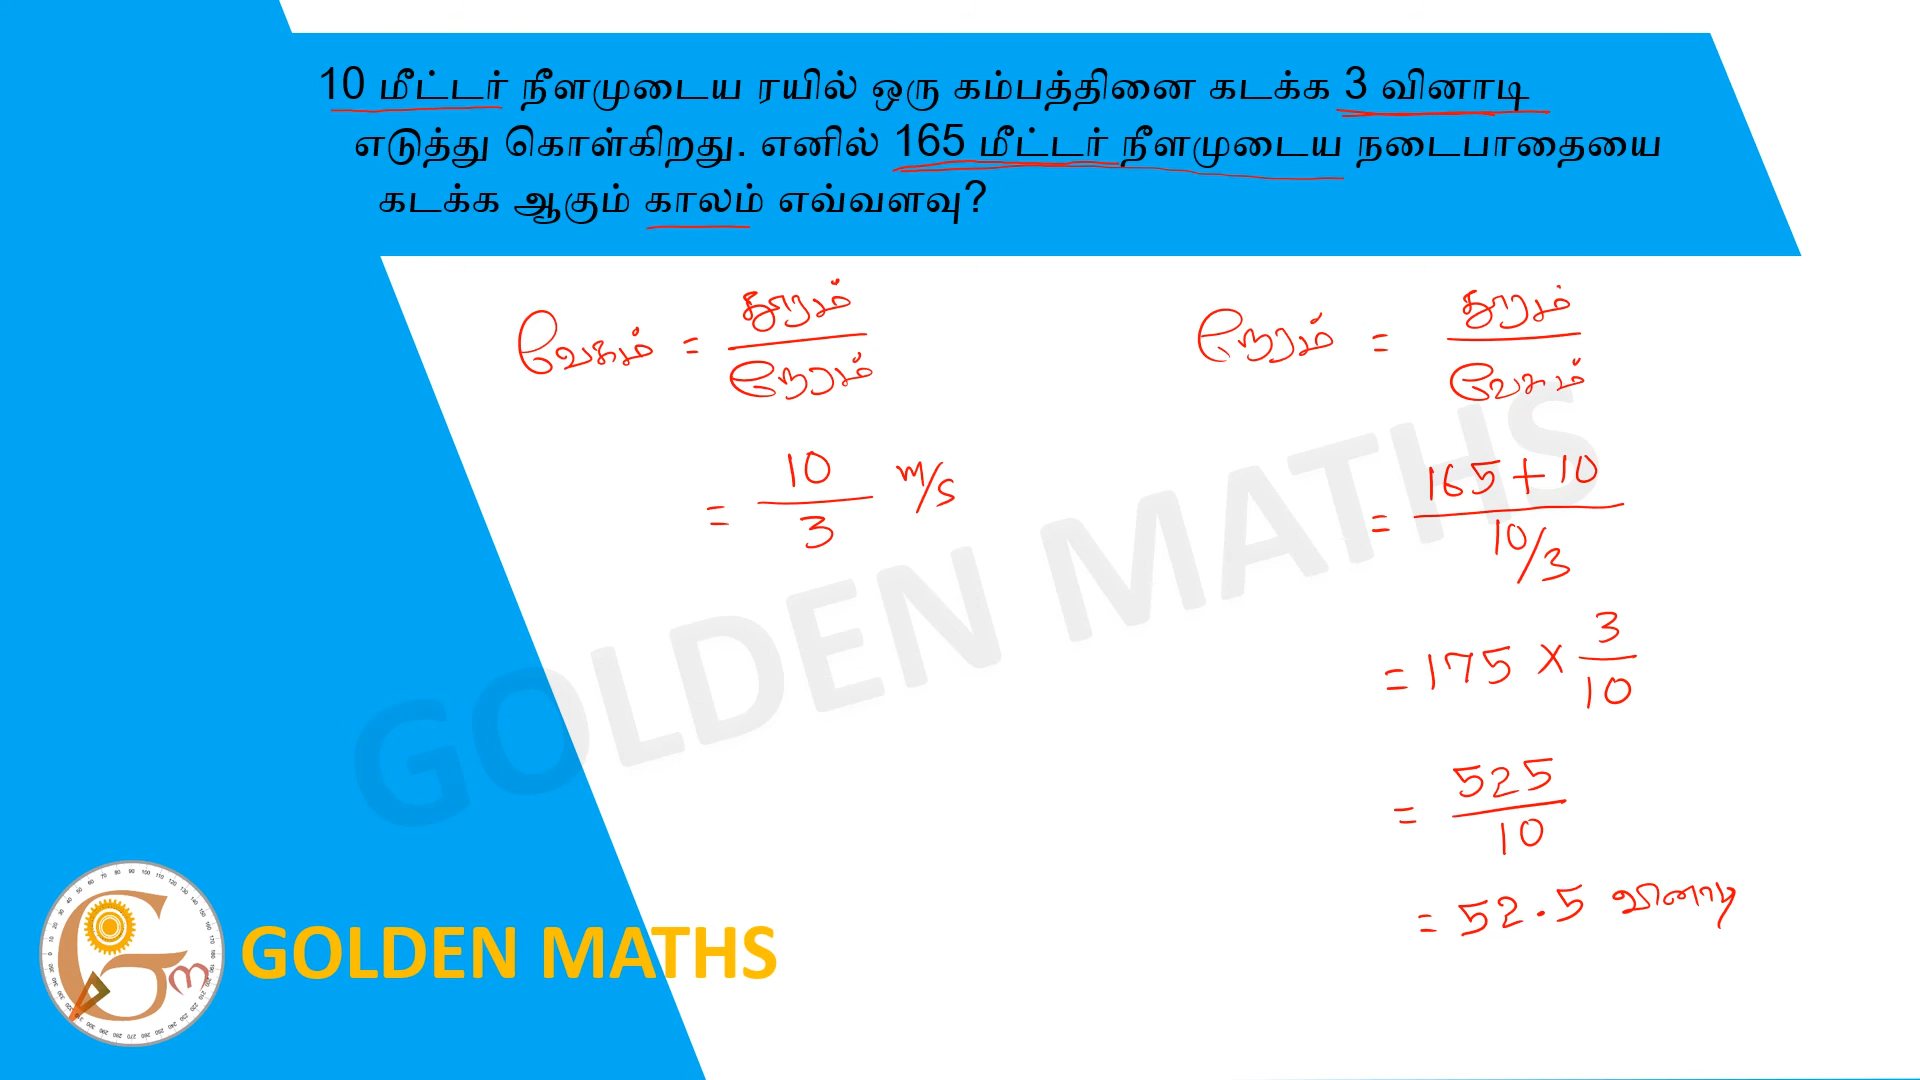 10 மீட்டர் நீளமுடைய ரயில் ஒரு கம்பத்தினை கடக்க 3 வினாடி
எடுத்து கொள்கிறது. எனில் 165 மீட்டர் நீளமுடைய நடைபாதையை
கடக்க ஆகும் காலம் எவ்வளவு?
வேகம் = தூரம் / நேரம்
= 10 / 3 m/s
நேரம் = தூரம் / வேகம்
= 165 + 10 / 10/3
= 175 × 3 / 10
= 525 / 10
= 52.5 வினாடி
GOLDEN MATHS
GOLDEN MATHS